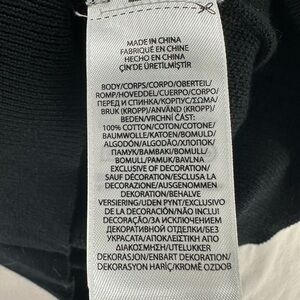 MADE IN CHINA
FABRIQUÉ EN CHINE
HECHO EN CHINA
ÇİN'DE ÜRETİLMİŞTİR
BODY/CORPS/CORPO/OBERTEIL/
ROMP/HOVEDDEL/CUERPO/CORPO/
ПЕРЕД И СПИНКА/КОРПУС/ΣΩΜΑ/
BRUK (KROPP)/ANVÄND (KROPP)/
BEDEN/VRCHNÍ ČÁST:
100% COTTON/COTON/COTONE/
BAUMWOLLE/KATOEN/BOMULD/
ALGODÓN/ALGODÃO/ХЛОПОК/
ПАМУК/ΒΑΜΒΑΚΙ/BOMULL/
BOMULL/PAMUK/BAVLNA
EXCLUSIVE OF DECORATION/
SAUF DÉCORATION/ESCLUSA LA
DECORAZIONE/AUSGENOMMEN
DEKORATION/BEHALVE
VERSIERING/UDEN PYNT/EXCLUSIVO
DE LA DECORACIÓN/NÃO INCLUI
DECORAÇÃO/ЗА ИСКЛЮЧЕНИЕМ
ДЕКОРАТИВНОЙ ОТДЕЛКИ/БЕЗ
УКРАСАТА/ΑΠΟΚΛΕΙΕΤΑΙ Η
ΔΙΑΚΟΣΜΗΣΗ/UTELUKKER
DEKORASJON/ENBART DEKORATION/
DEKORASYON HARİÇ/KROMĚ OZDOB